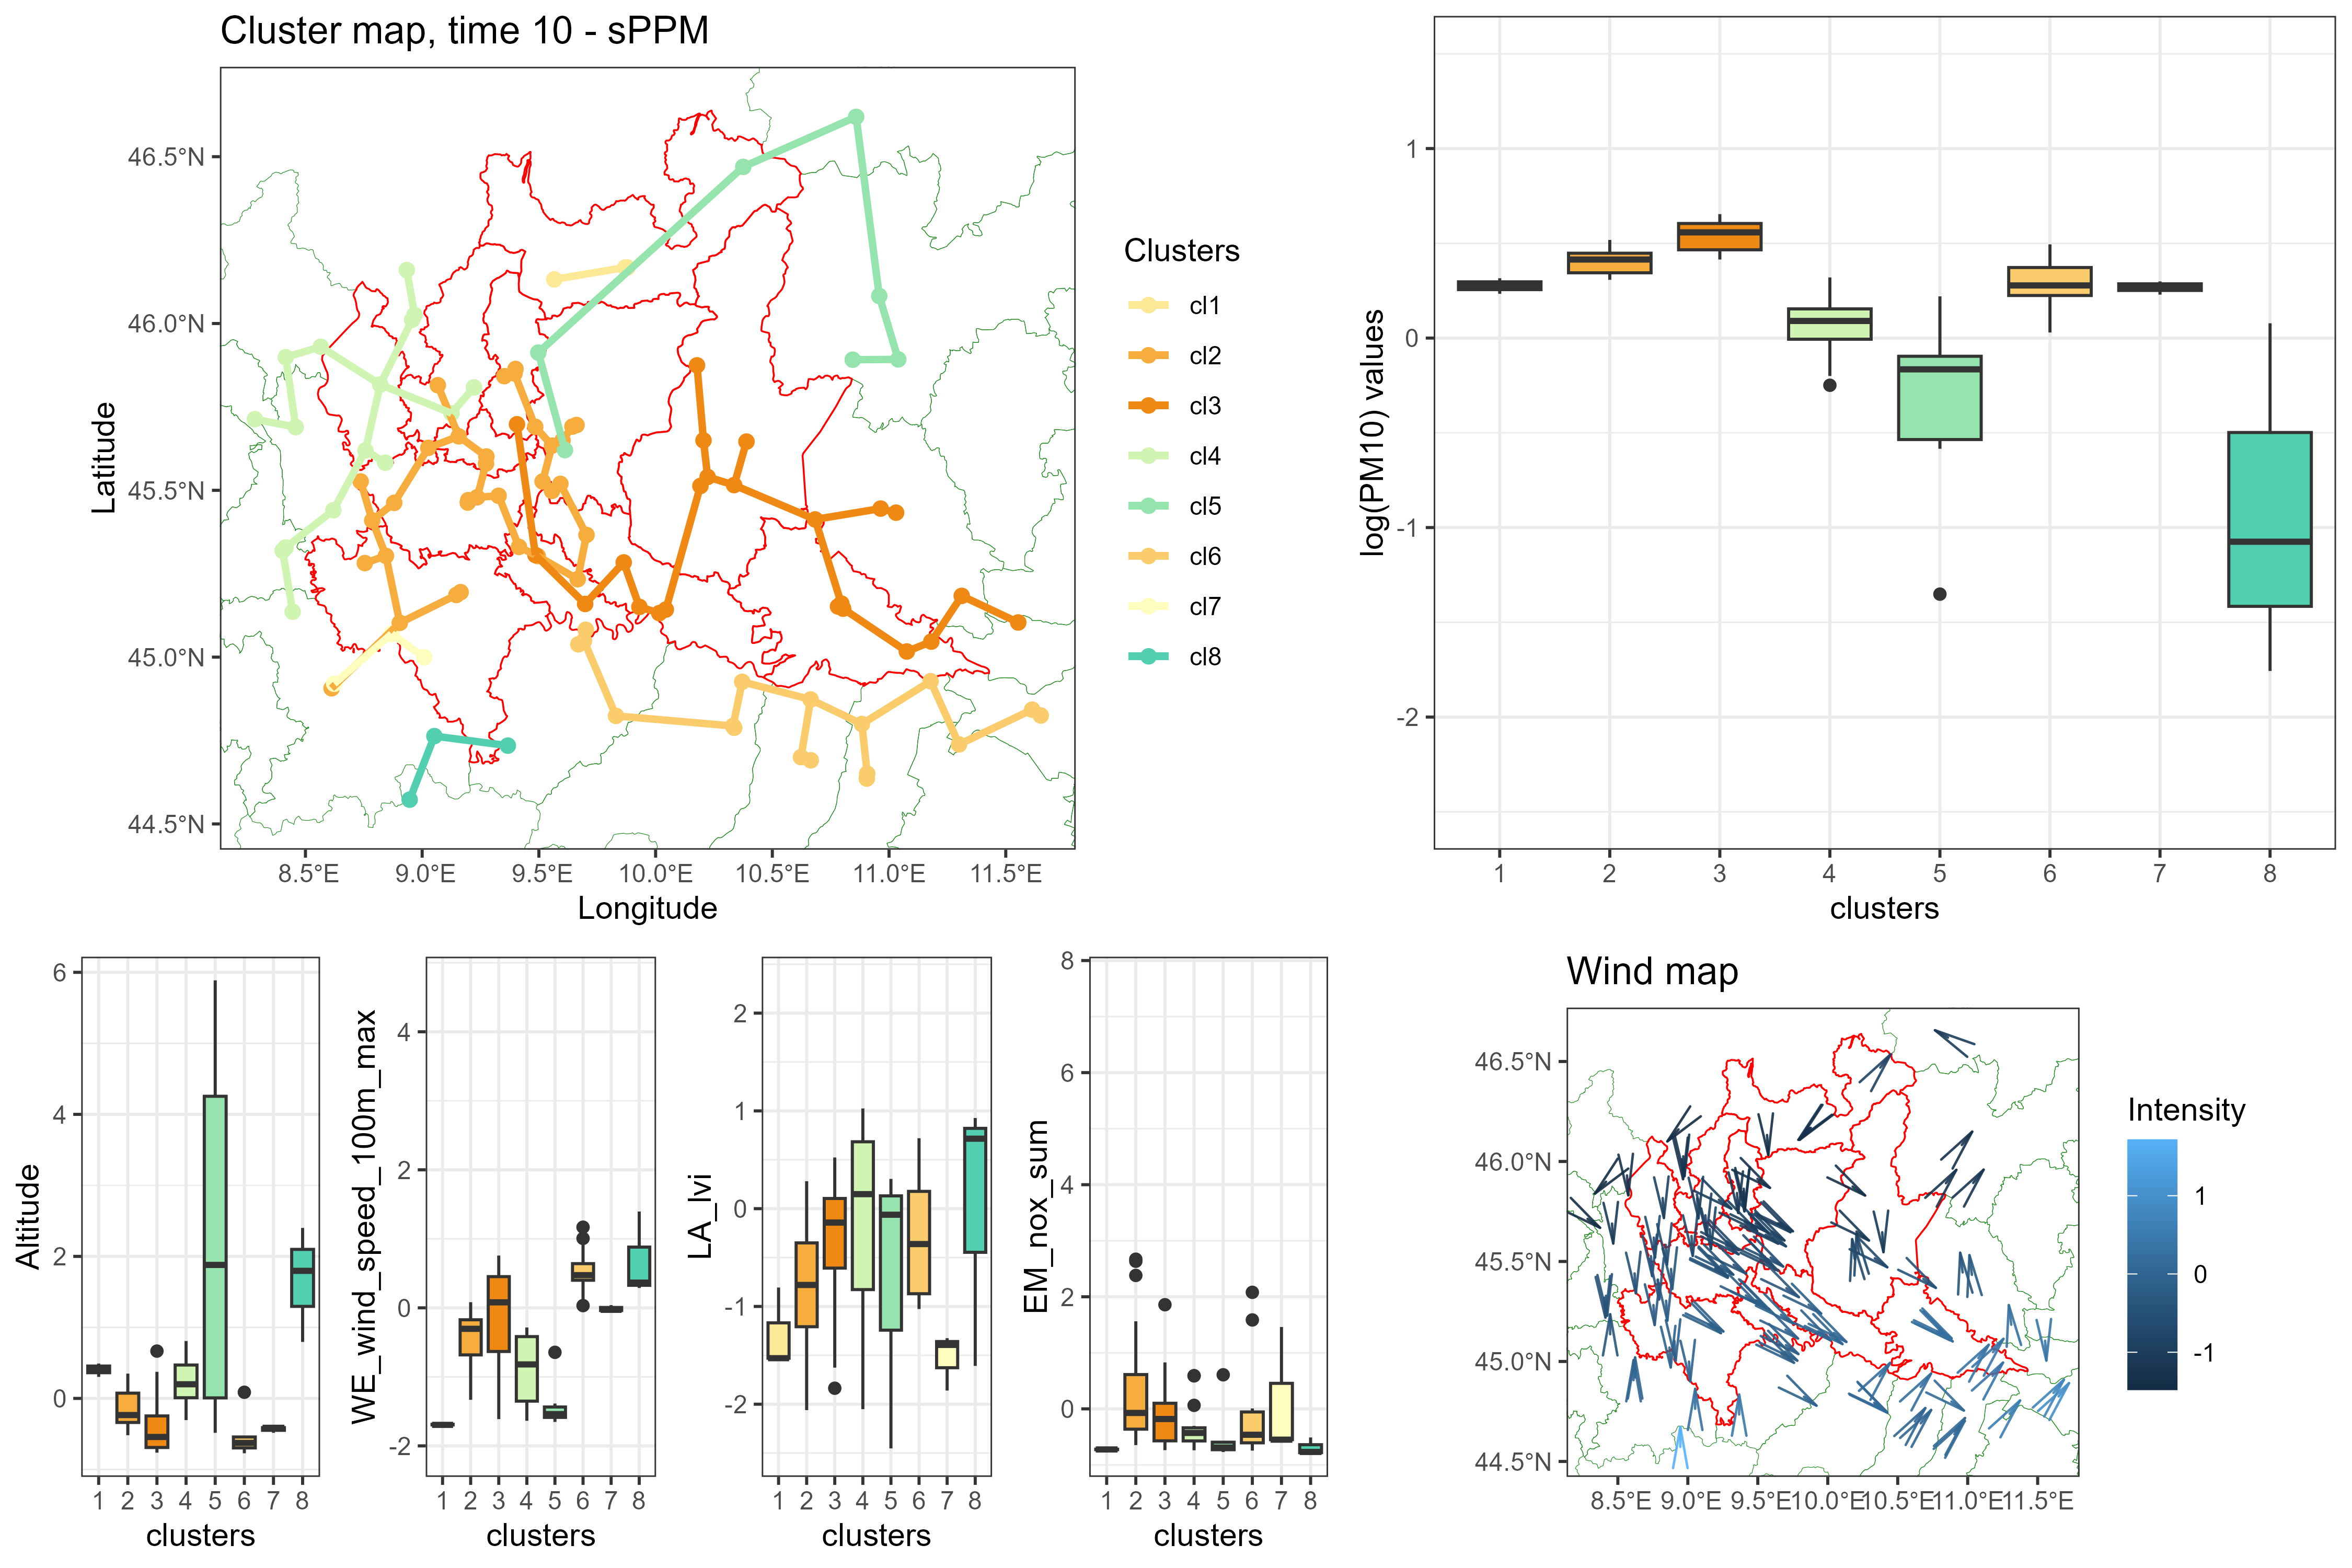 Cluster map, time 10 - sPPM
46.5°N
46.0°N
45.5°N
45.0°N
44.5°N
Latitude
8.5°E 9.0°E 9.5°E 10.0°E 10.5°E 11.0°E 11.5°E
Longitude
Clusters
cl1
cl2
cl3
cl4
cl5
cl6
cl7
cl8
1
0
-1
-2
log(PM10) values
1 2 3 4 5 6 7 8
clusters
6
4
2
0
Altitude
1 2 3 4 5 6 7 8
clusters
4
2
0
-2
WE_wind_speed_100m_max
1 2 3 4 5 6 7 8
clusters
2
1
0
-1
-2
LA_lvi
1 2 3 4 5 6 7 8
clusters
8
6
4
2
0
EM_nox_sum
1 2 3 4 5 6 7 8
clusters
Wind map
46.5°N
46.0°N
45.5°N
45.0°N
44.5°N
8.5°E 9.0°E 9.5°E 10.0°E 10.5°E 11.0°E 11.5°E
Intensity
1
0
-1